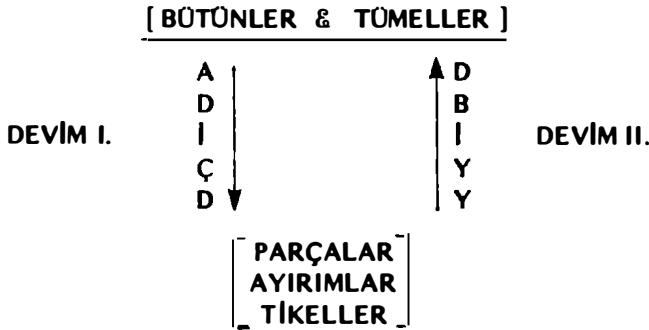 [ BÜTÜNLER & TÜMELLER ]
A D
D B
DEVİM I. İ İ DEVİM II.
Ç Y
D Y
PARÇALAR
AYIRIMLAR
TİKELLER